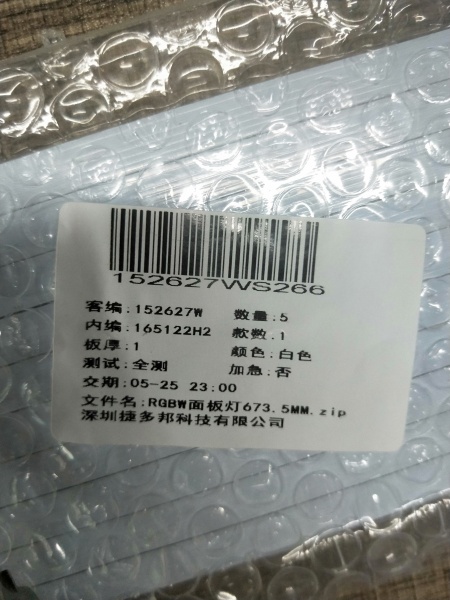 152627WS266
客编:152627W 数量:5
内编:165122H2 款数:1
板厚:1 颜色:白色
测试:全测 加急:否
交期:05-25 23:00
文件名:RGBW面板灯673.5MM.zip
深圳捷多邦科技有限公司